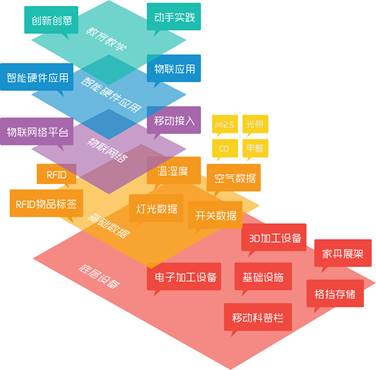 创新创意
动手实践
教育教学
智能硬件应用
物联应用
智能硬件应用
物联网络平台
移动接入
物联网络
pm2.5
光照
CO
甲醛
RFID
温湿度
空气数据
RFID物品标签
灯光数据
开关数据
基础数据
3D加工设备
家具展架
底层设备
电子加工设备
基础设施
格挡存储
移动科普栏